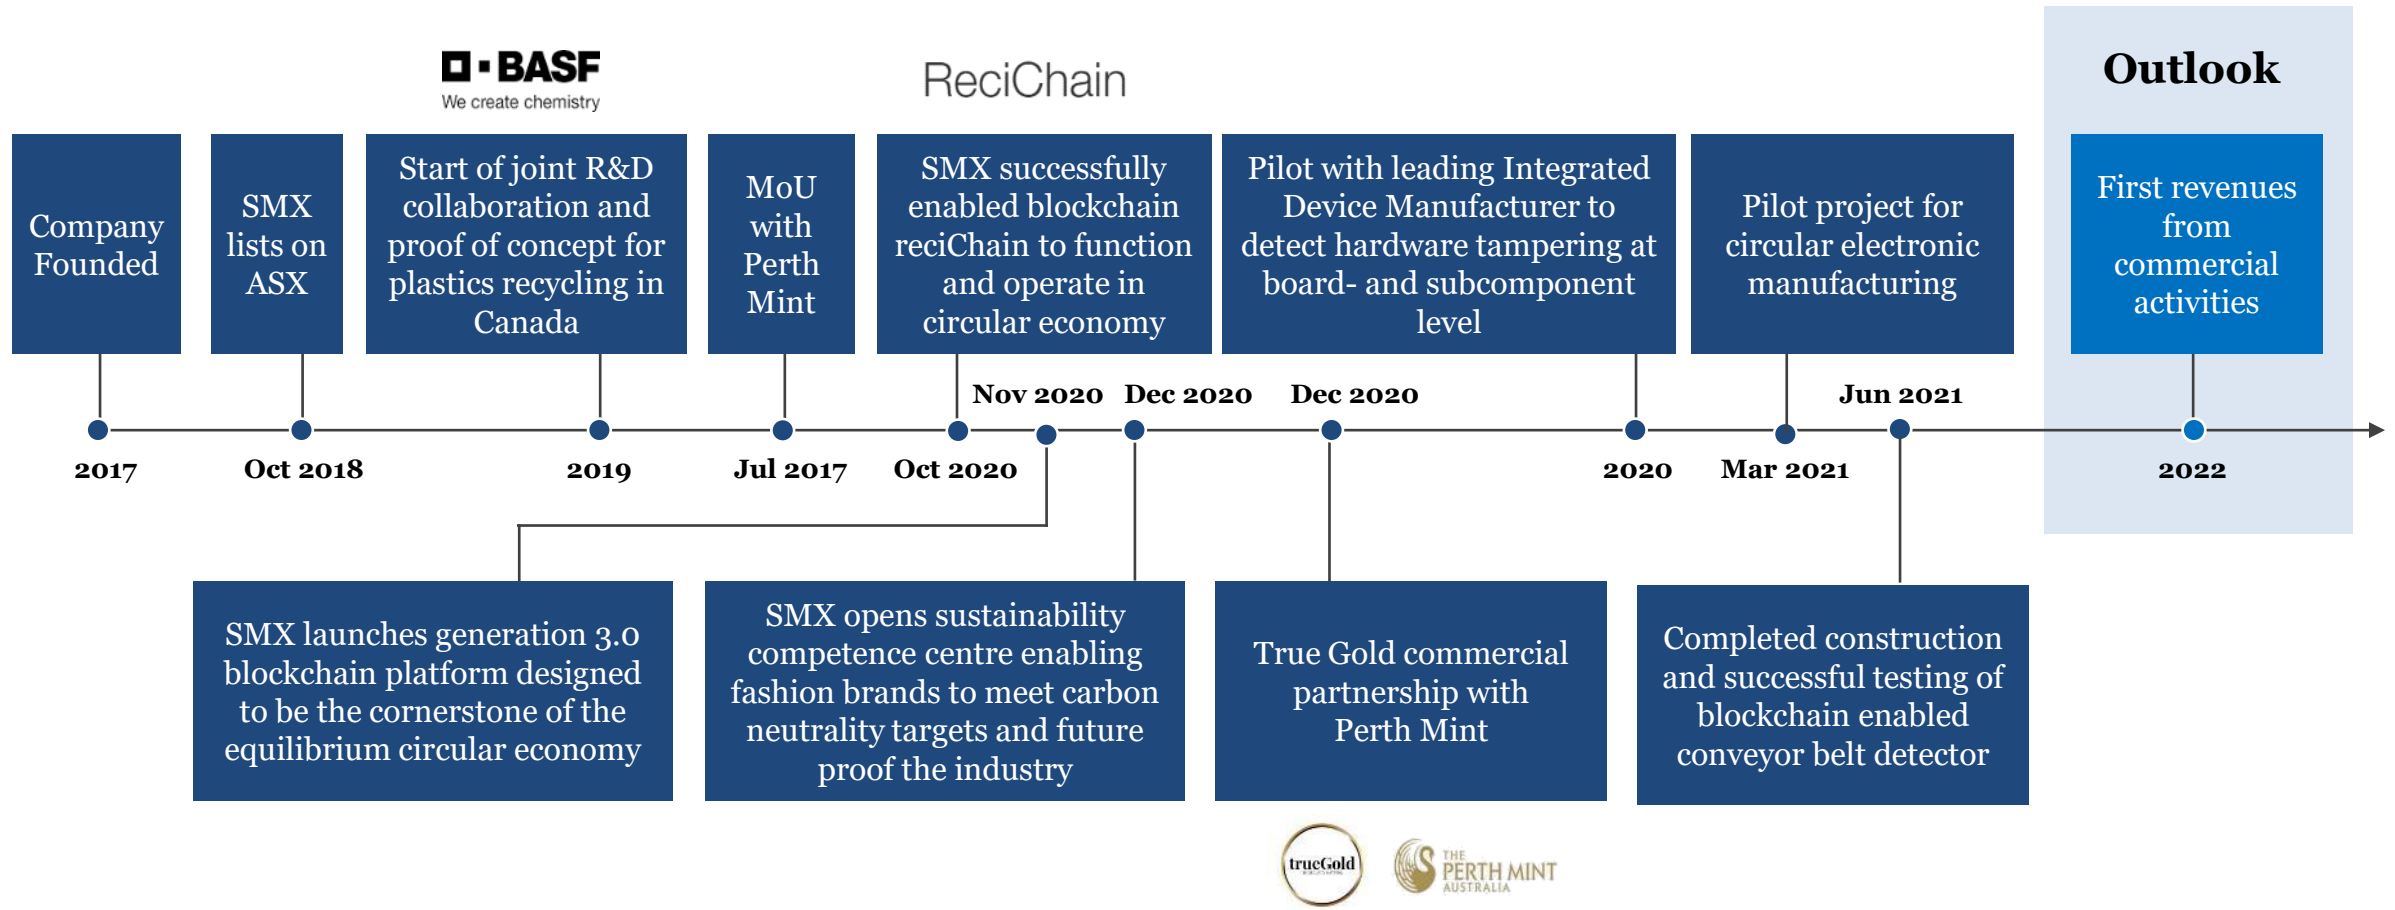 BASF
We create chemistry
ReciChain
Outlook
Company
Founded
SMX
lists on
ASX
Start of joint R&D
collaboration and
proof of concept for
plastics recycling in
Canada
MoU
with
Perth
Mint
SMX successfully
enabled blockchain
reciChain to function
and operate in
circular economy
Pilot with leading Integrated
Device Manufacturer to
detect hardware tampering at
board- and subcomponent
level
Pilot project for
circular electronic
manufacturing
First revenues
from
commercial
activities
Nov 2020
Dec 2020
Dec 2020
Jun 2021
2017
Oct 2018
2019
Jul 2017
Oct 2020
2020
Mar 2021
2022
SMX launches generation 3.0
blockchain platform designed
to be the cornerstone of the
equilibrium circular economy
SMX opens sustainability
competence centre enabling
fashion brands to meet carbon
neutrality targets and future
proof the industry
True Gold commercial
partnership with
Perth Mint
Completed construction
and successful testing of
blockchain enabled
conveyor belt detector
trueGold
THE
PERTH MINT
AUSTRALIA